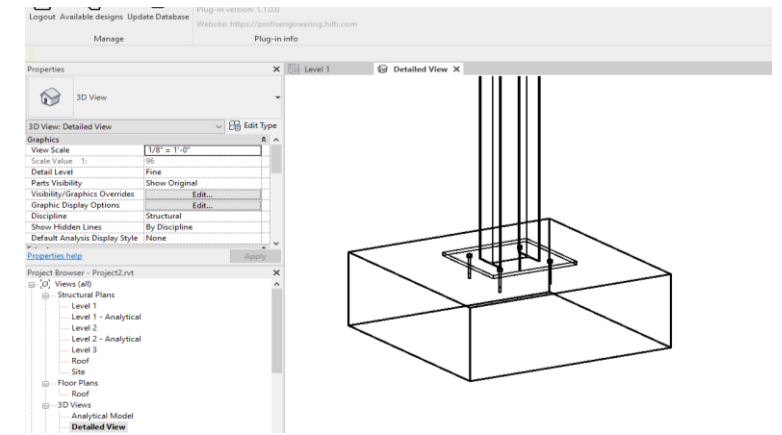 Plug-in version: 1.1.0.0
Logout Available designs Update Database
Website: https://profisengineering.hilti.com
Manage
Plug-in info
Properties
Level 1
Detailed View
3D View
3D View: Detailed View
Edit Type
Graphics
View Scale 1/8" = 1'-0"
Scale Value 1: 96
Detail Level Fine
Parts Visibility Show Original
Visibility/Graphics Overrides Edit...
Graphic Display Options Edit...
Discipline Structural
Show Hidden Lines By Discipline
Default Analysis Display Style None
Properties help
Apply
Project Browser - Project2.rvt
Views (all)
Structural Plans
Level 1
Level 1 - Analytical
Level 2
Level 2 - Analytical
Level 3
Roof
Site
Floor Plans
Roof
3D Views
Analytical Model
Detailed View